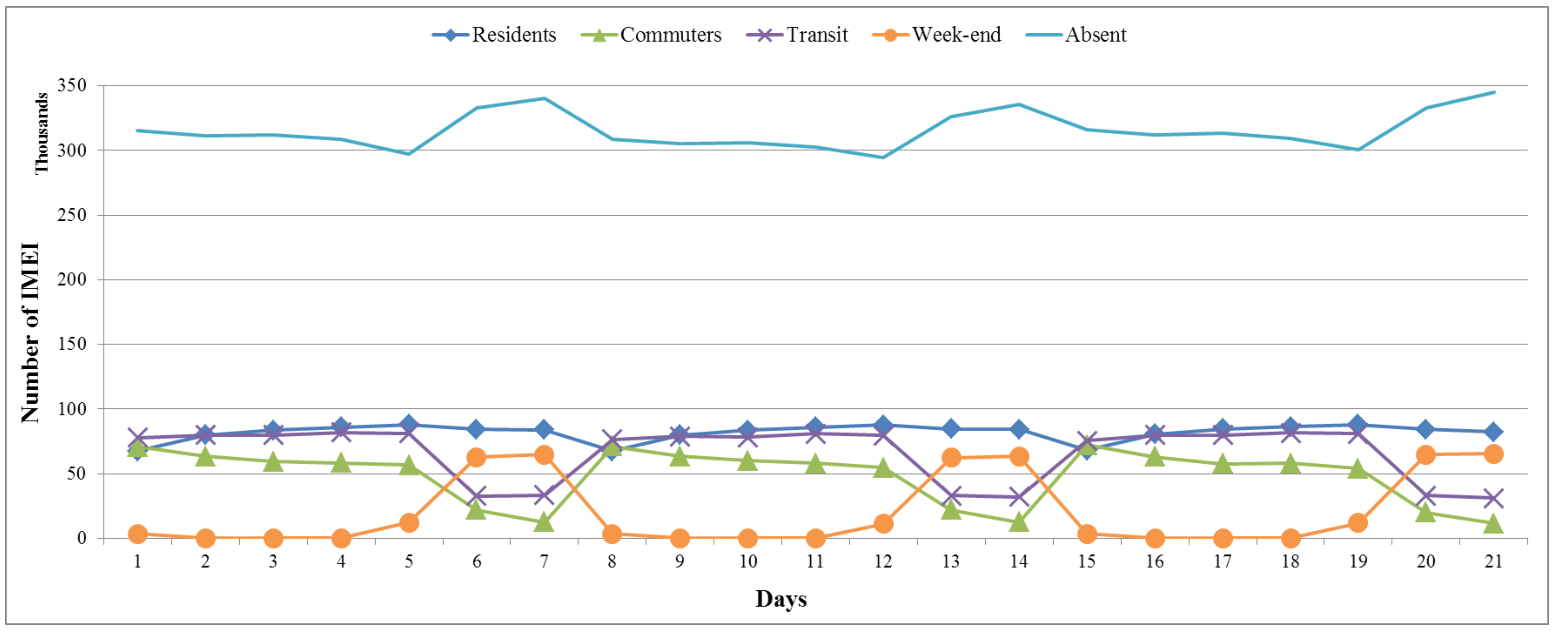 Residents Commuters Transit Week-end Absent
Thousands
Number of IMEI
350
300
250
200
150
100
50
0
1 2 3 4 5 6 7 8 9 10 11 12 13 14 15 16 17 18 19 20 21
Days